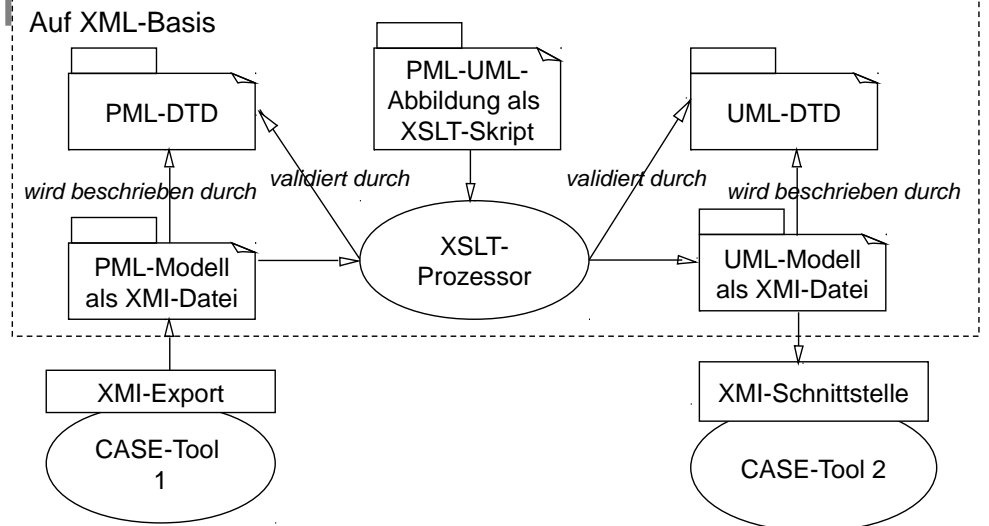 Auf XML-Basis
PML-DTD
PML-UML-
Abbildung als
XSLT-Skript
UML-DTD
wird beschrieben durch
validiert durch
validiert durch
wird beschrieben durch
PML-Modell
als XMI-Datei
XSLT-
Prozessor
UML-Modell
als XMI-Datei
XMI-Export
XMI-Schnittstelle
CASE-Tool
1
CASE-Tool 2